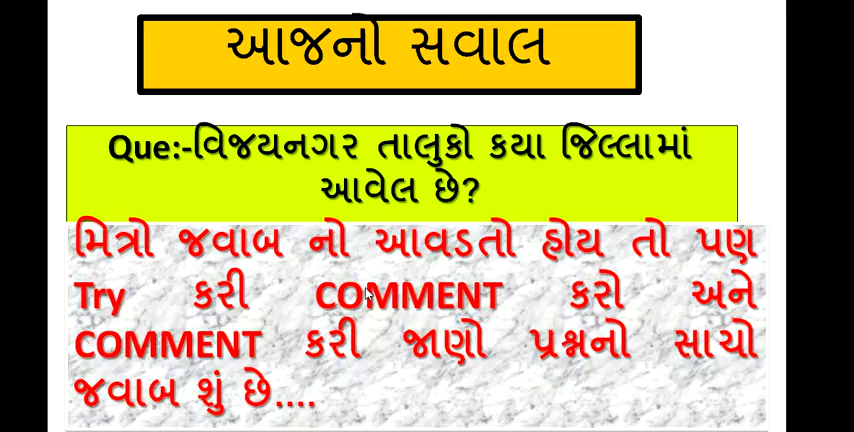 આજનો સવાલ
Que:-વિજયનગર તાલુકો કયા જિલ્લામાં
આવેલ છે?
મિત્રો જવાબ નો આવડતો હોય તો પણ
Try કરી COMMENT કરો અને
COMMENT કરી જાણો પ્રશ્નનો સાચો
જવાબ શું છે....